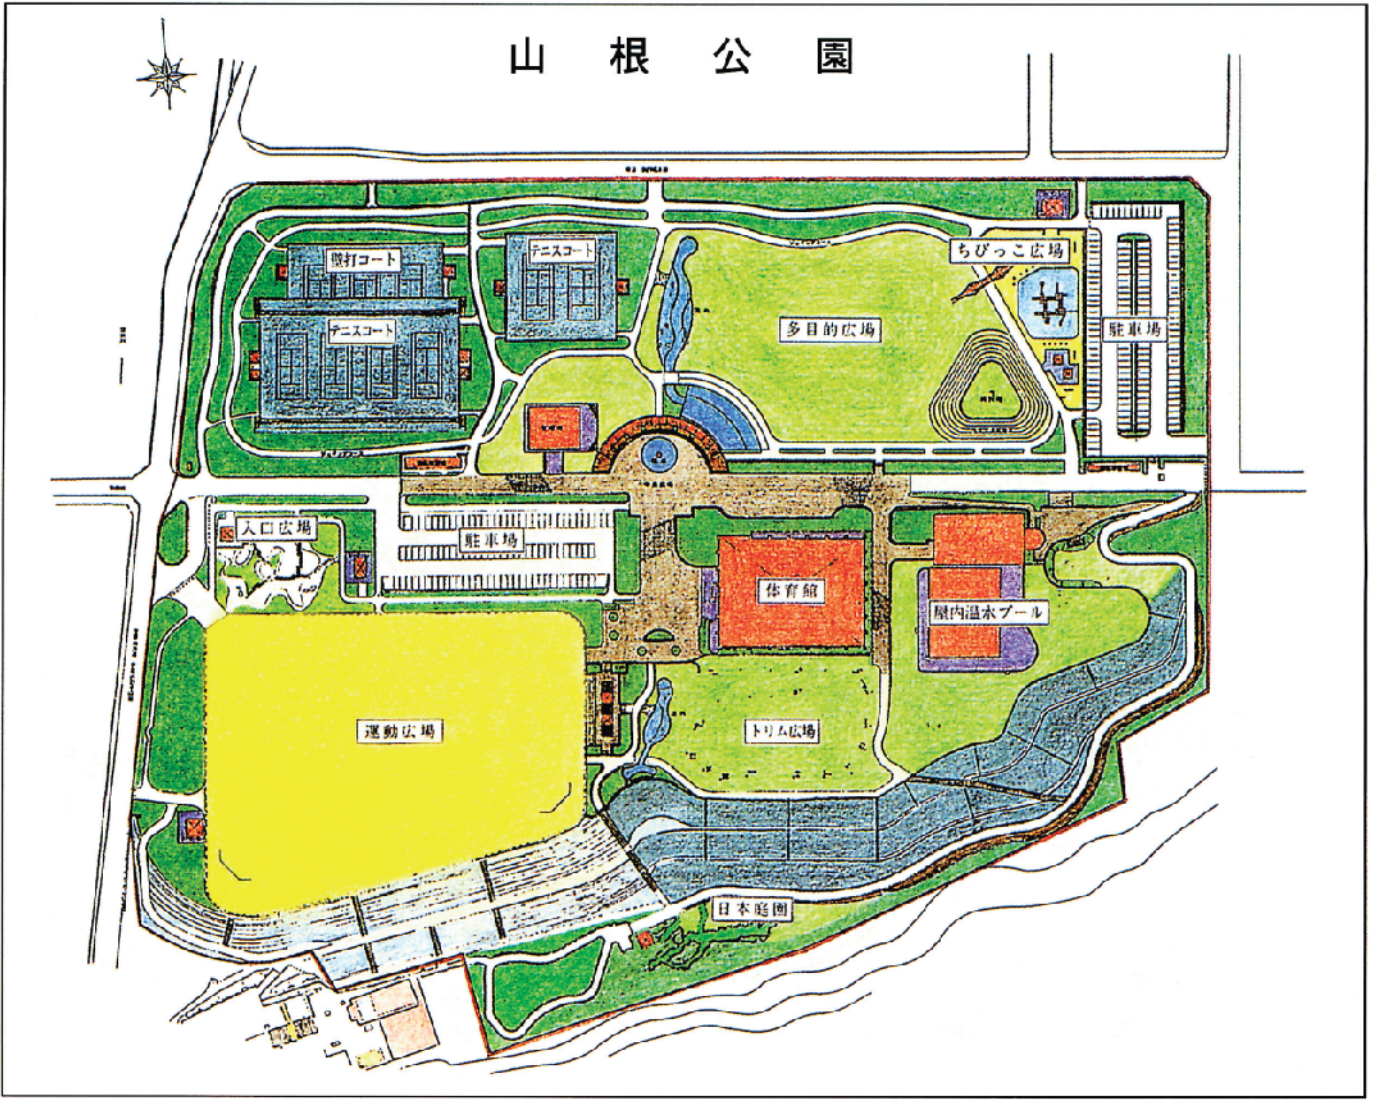 山根公園
壁打コート
テニスコート
ちびっこ広場
テニスコート
多目的広場
駐車場
入口広場
駐車場
体育館
屋内温水プール
運動広場
トリム広場
日本庭園